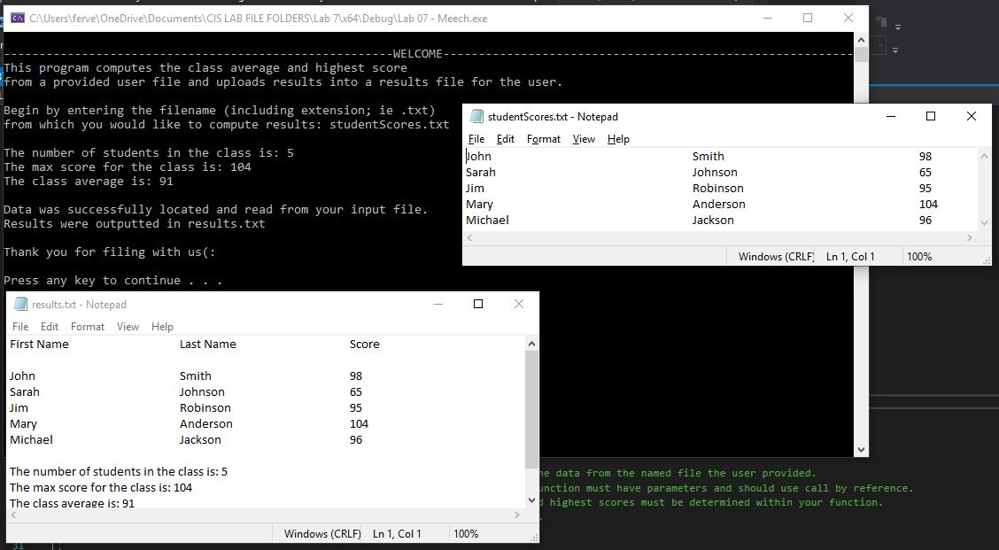 C:\Users\ferve\OneDrive\Documents\CIS LAB FILE FOLDERS\Lab 7\x64\Debug\Lab 07 - Meech.exe
-------------------------------------------------------WELCOME----------------------------------------------------------
This program computes the class average and highest score
from a provided user file and uploads results into a results file for the user.
Begin by entering the filename (including extension; ie .txt)
from which you would like to compute results: studentScores.txt
The number of students in the class is: 5
The max score for the class is: 104
The class average is: 91
Data was successfully located and read from your input file.
Results were outputted in results.txt
Thank you for filing with us(:
Press any key to continue . . .
studentScores.txt - Notepad
File Edit Format View Help
John Smith 98
Sarah Johnson 65
Jim Robinson 95
Mary Anderson 104
Michael Jackson 96
Windows (CRLF) Ln 1, Col 1 100%
results.txt - Notepad
File Edit Format View Help
First Name Last Name Score
John Smith 98
Sarah Johnson 65
Jim Robinson 95
Mary Anderson 104
Michael Jackson 96
The number of students in the class is: 5
The max score for the class is: 104
The class average is: 91
Windows (CRLF) Ln 1, Col 1 100%
data from the named file the user provided.
must have parameters and should use call by reference.
highest scores must be determined within your function.
31